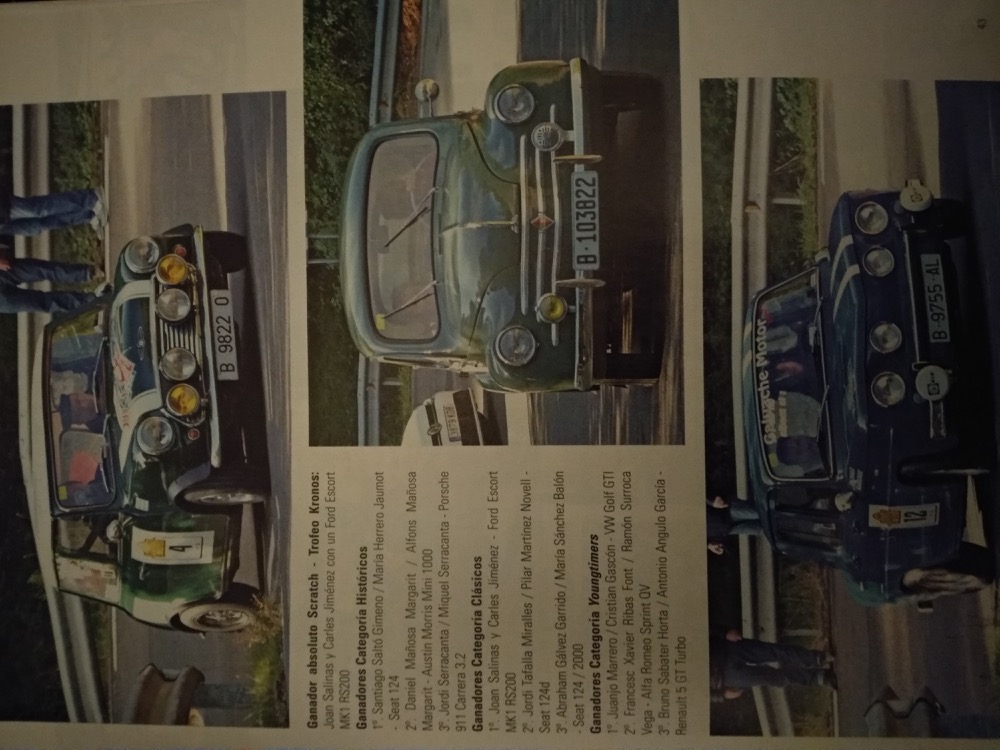 4
B 9822 O
Ganador absoluto Scratch - Trofeo Kronos:
Joan Salinas y Carles Jiménez con un Ford Escort
MK1 RS200
Ganadores Categoría Históricos
1º. Santiago Saltó Gimeno / Maria Herrero Jaumot
- Seat 124
2º. Daniel Mañosa Margarit / Alfons Mañosa
Margarit - Austin Morris Mini 1000
3º. Jordi Serracanta / Miquel Serracanta - Porsche
911 Carrera 3.2
Ganadores Categoría Clásicos
1º. Joan Salinas y Carles Jiménez - Ford Escort
MK1 RS200
2º. Jordi Tafalla Miralles / Pilar Martínez Novell -
Seat 124d
3º. Abraham Gálvez Garrido / María Sánchez Balón
- Seat 124 / 2000
Ganadores Categoría Youngtimers
1º. Juanjo Marrero / Cristian Gascón - VW Golf GTI
2º. Francesc Xavier Ribas Font / Ramón Surroca
Vega - Alfa Romeo Sprint QV
3º. Bruno Sabater Horta / Antonio Angulo García -
Renault 5 GT Turbo
B-103822
Galvache Motor
12
B-9755-AL
43